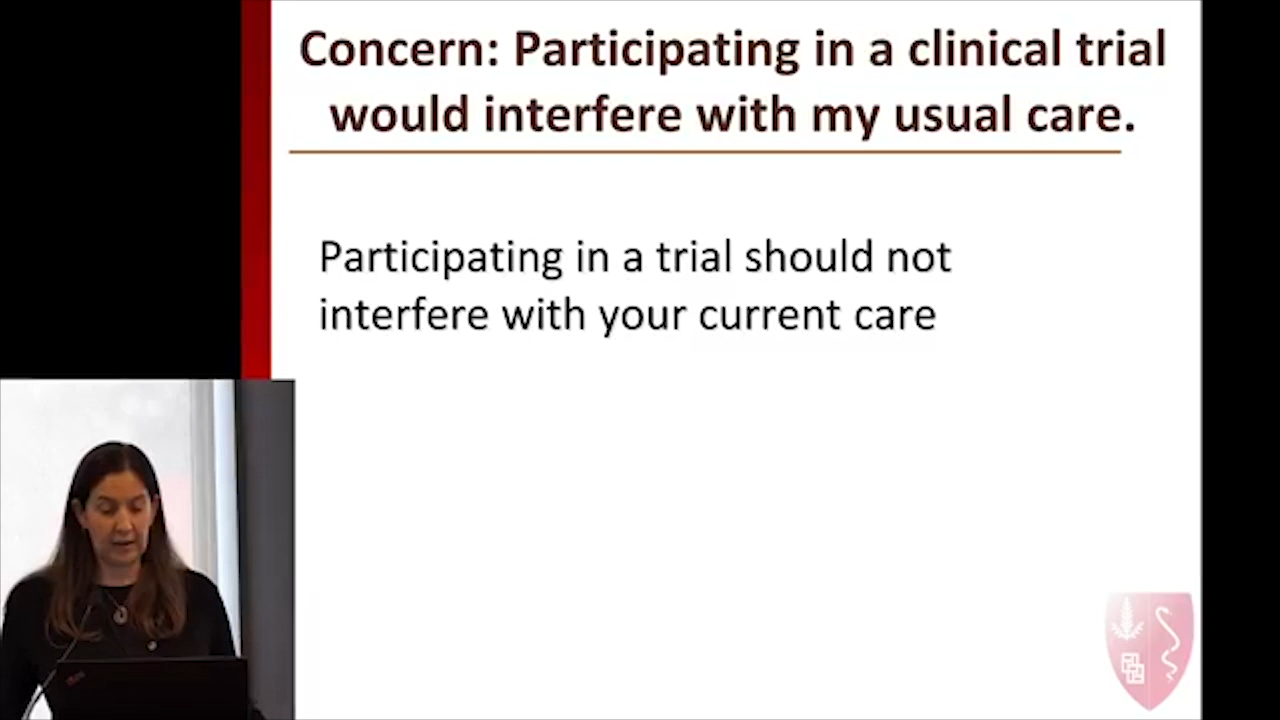 Concern: Participating in a clinical trial
would interfere with my usual care.
Participating in a trial should not
interfere with your current care